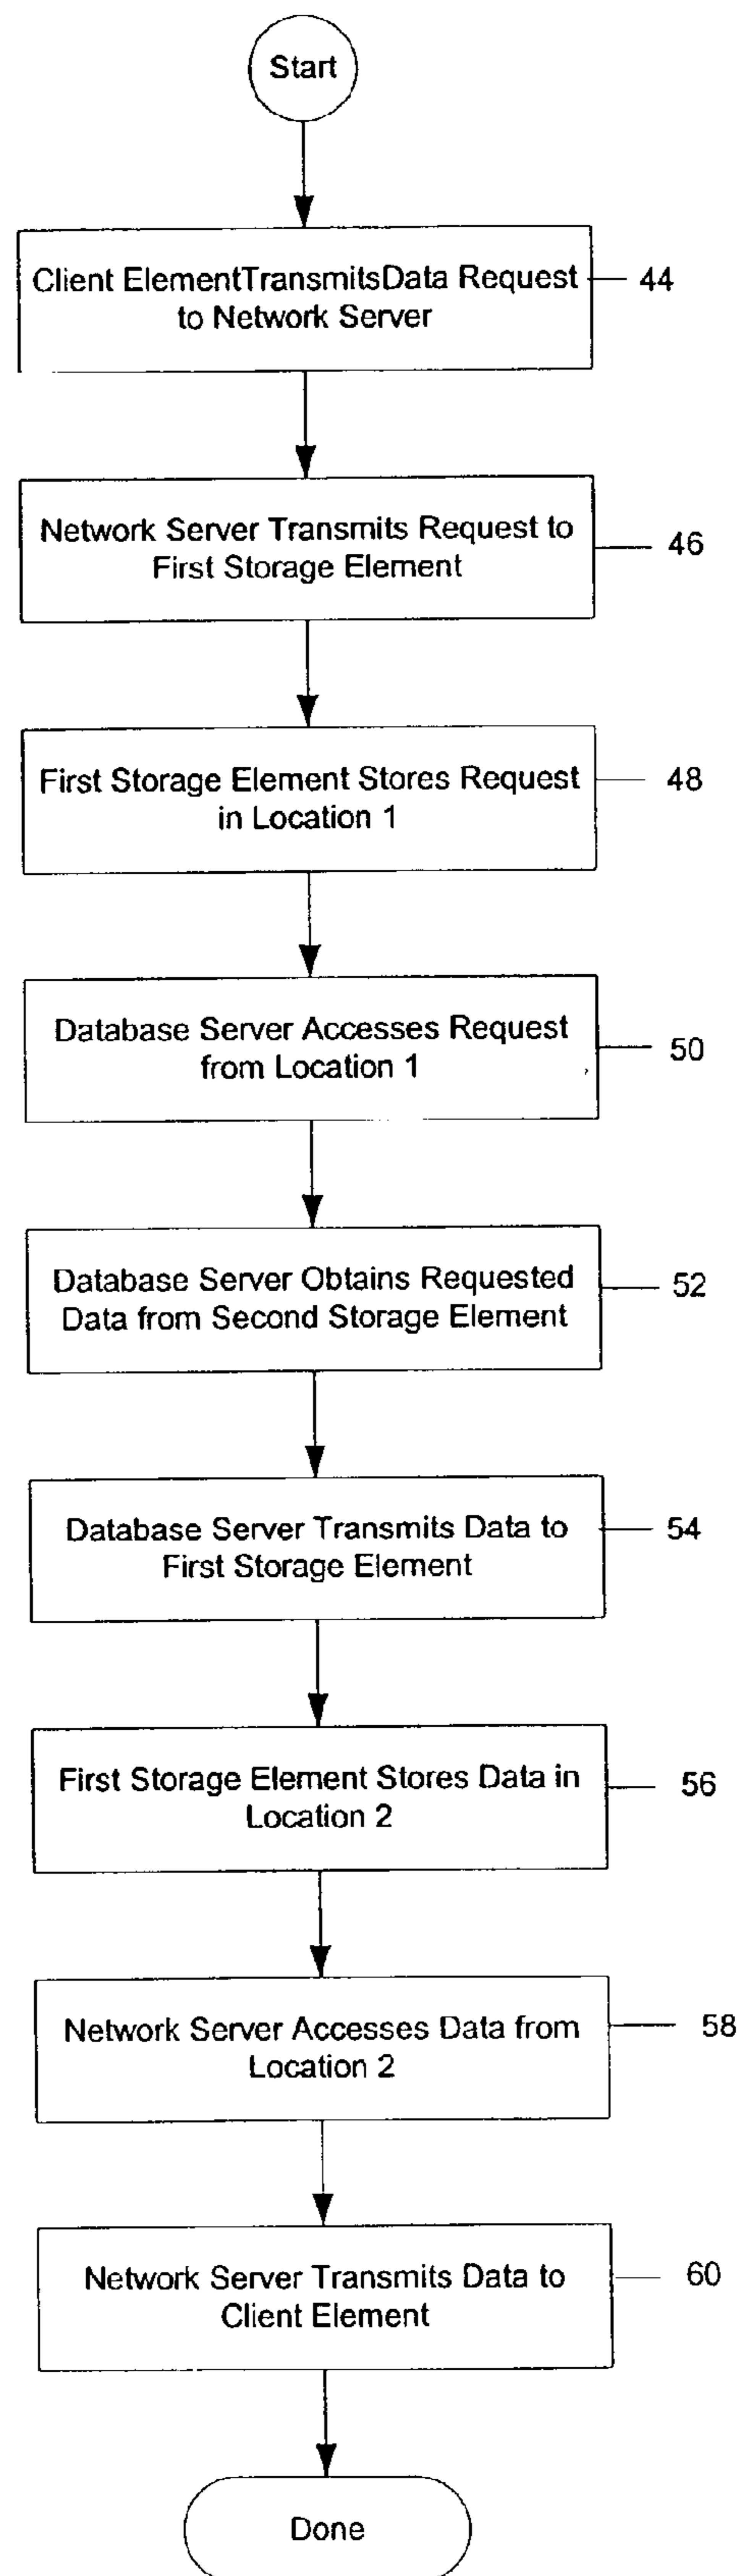 Start
Client ElementTransmitsData Request
to Network Server
44
Network Server Transmits Request to
First Storage Element
46
First Storage Element Stores Request
in Location 1
48
Database Server Accesses Request
from Location 1
50
Database Server Obtains Requested
Data from Second Storage Element
52
Database Server Transmits Data to
First Storage Element
54
First Storage Element Stores Data in
Location 2
56
Network Server Accesses Data from
Location 2
58
Network Server Transmits Data to
Client Element
60
Done